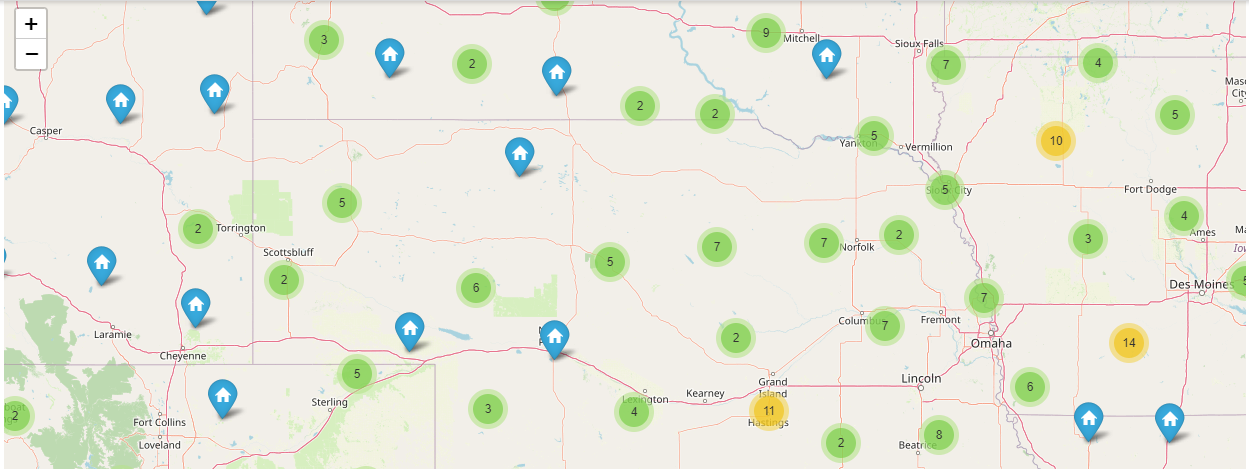 +
−
3
2
9
Mitchell
Sioux Falls
7
4
2
2
5
Casper
10
5
Yankton
Vermillion
5
Sioux City
Fort Dodge
5
4
2
Torrington
7
7
2
3
Ames
Norfolk
Scottsbluff
5
2
6
7
Des Moines
Columbus
Fremont
7
Laramie
2
14
Omaha
Cheyenne
5
Grand
Island
Lincoln
6
Sterling
3
Lexington
4
Kearney
11
Hastings
2
Fort Collins
Loveland
2
8